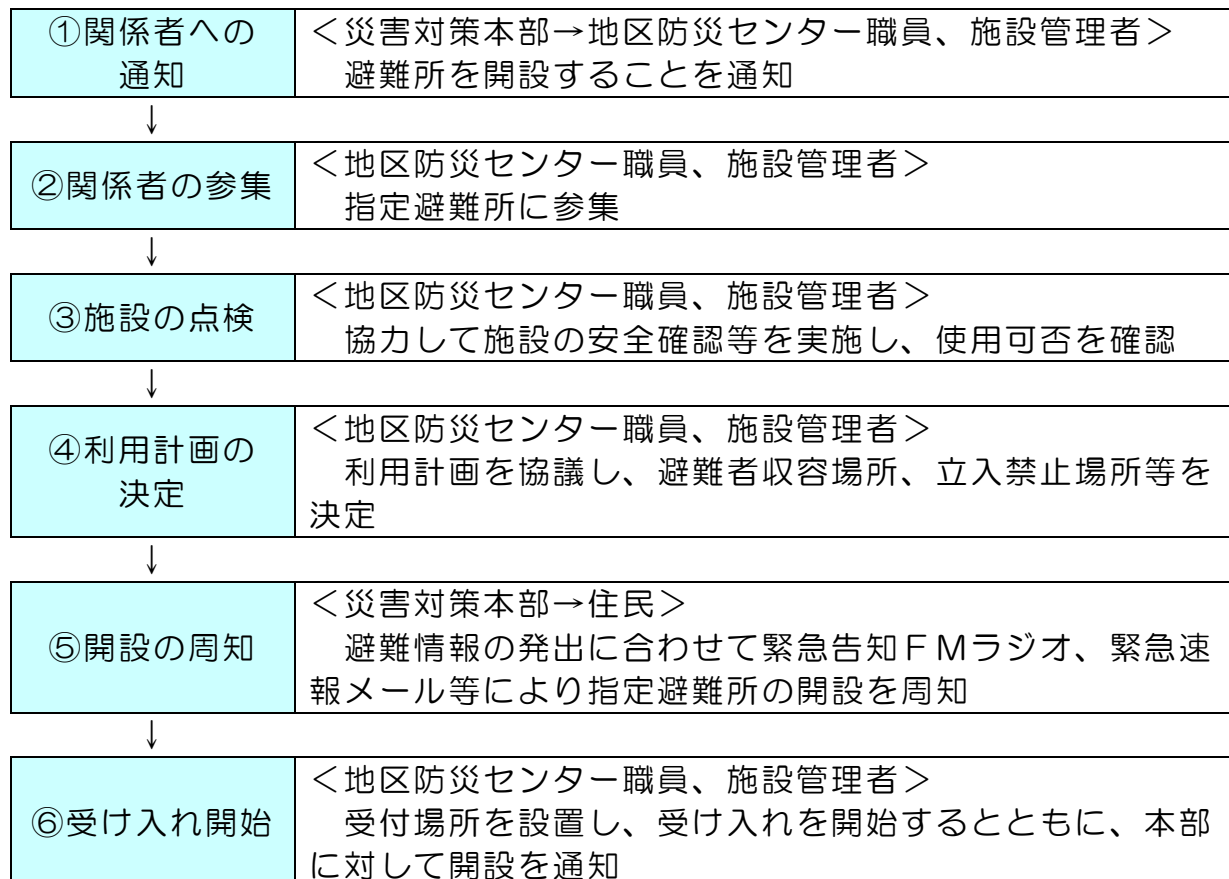 ①関係者への
通知
<災害対策本部→地区防災センター職員、施設管理者>
避難所を開設することを通知
↓
②関係者の参集
<地区防災センター職員、施設管理者>
指定避難所に参集
↓
③施設の点検
<地区防災センター職員、施設管理者>
協力して施設の安全確認等を実施し、使用可否を確認
↓
④利用計画の
決定
<地区防災センター職員、施設管理者>
利用計画を協議し、避難者収容場所、立入禁止場所等を
決定
↓
⑤開設の周知
<災害対策本部→住民>
避難情報の発出に合わせて緊急告知FMラジオ、緊急速
報メール等により指定避難所の開設を周知
↓
⑥受け入れ開始
<地区防災センター職員、施設管理者>
受付場所を設置し、受け入れを開始するとともに、本部
に対して開設を通知